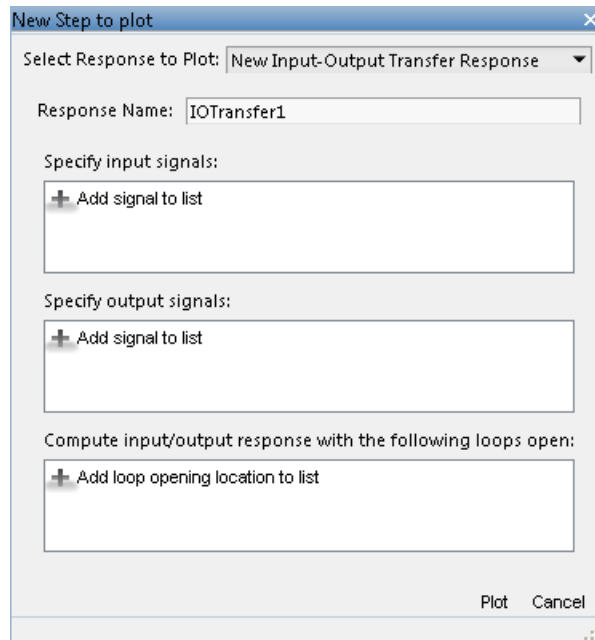 New Step to plot
Select Response to Plot: New Input-Output Transfer Response
Response Name: IOTransfer1
Specify input signals:
Add signal to list
Specify output signals:
Add signal to list
Compute input/output response with the following loops open:
Add loop opening location to list
Plot Cancel